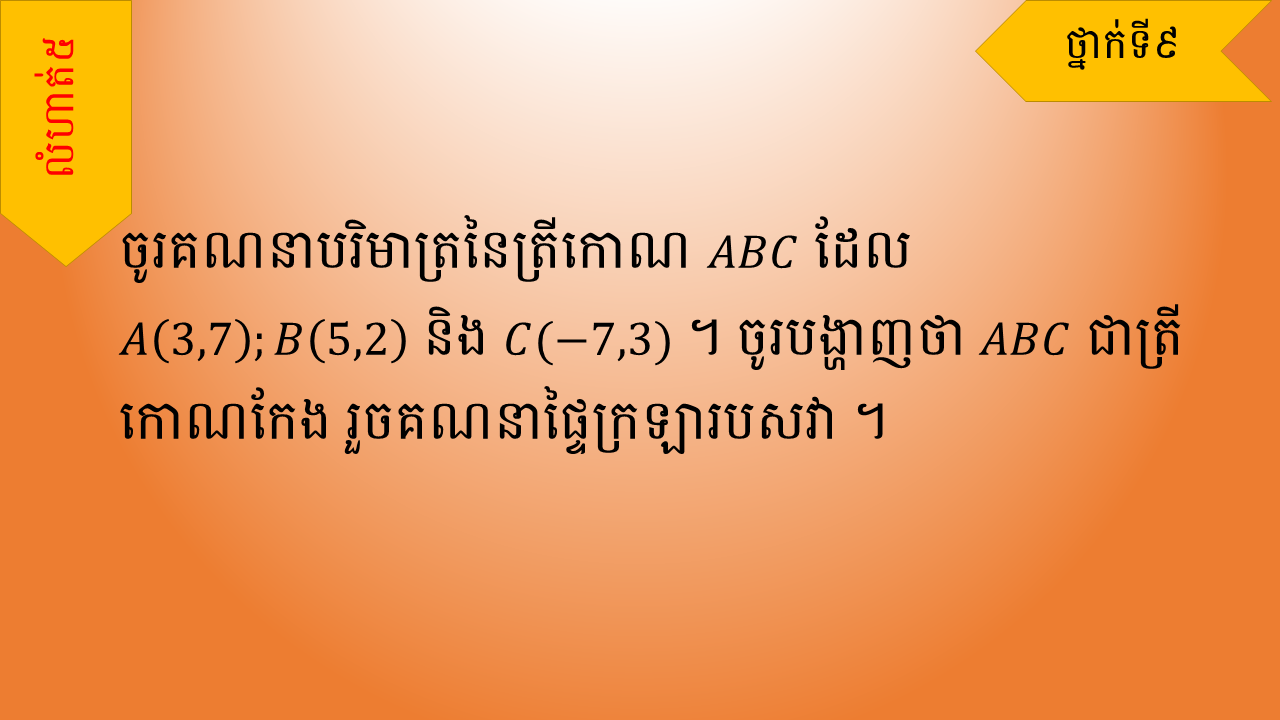 លំហាត់៥
ថ្នាក់ទី៩
ចូរគណនាបរិមាត្រនៃត្រីកោណ ABC ដែល
A(3,7); B(5,2) និង C(−7,3) ។ ចូរបង្ហាញថា ABC ជាត្រី
កោណកែង រួចគណនាផ្ទៃក្រឡារបសវា ។